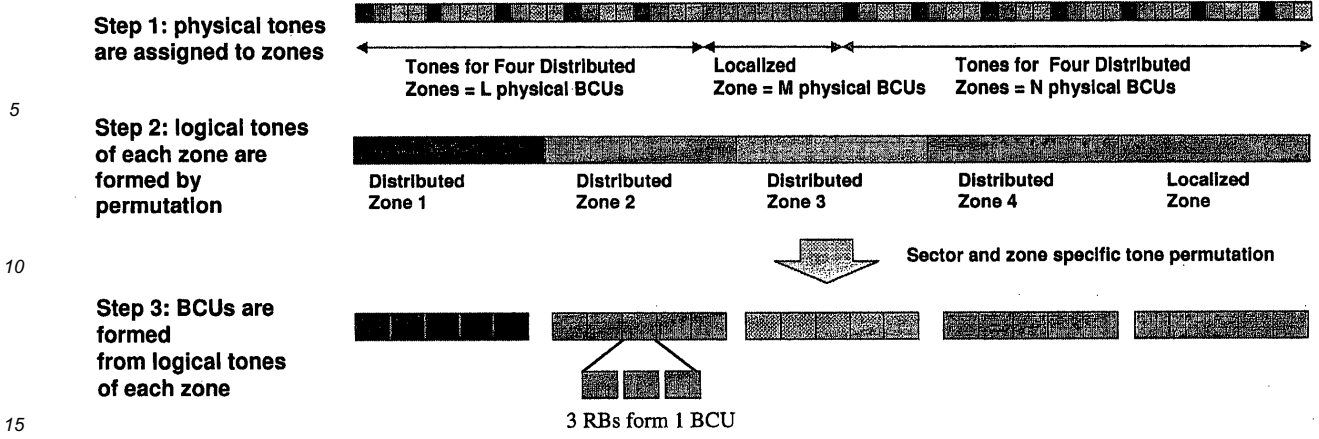 Step 1: physical tones
are assigned to zones
Tones for Four Distributed
Zones = L physical BCUs
Localized
Zone = M physical BCUs
Tones for Four Distributed
Zones = N physical BCUs
5
Step 2: logical tones
of each zone are
formed by
permutation
Distributed
Zone 1
Distributed
Zone 2
Distributed
Zone 3
Distributed
Zone 4
Localized
Zone
10
Sector and zone specific tone permutation
Step 3: BCUs are
formed
from logical tones
of each zone
3 RBs form 1 BCU
15